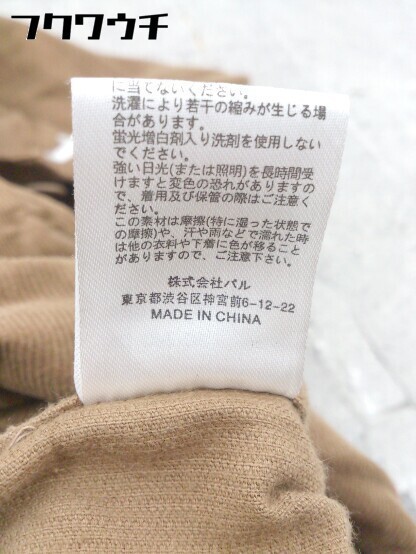 フクワウチ
に当てないください。
洗濯により若干の縮みが生じる場
合があります。
蛍光増白剤入り洗剤を使用しない
でください。
強い日光(または照明)を長時間受
けますと変色の恐れがありますの
で、着用及び保管の際はご注意く
ださい。
この素材は摩擦(特に湿った状態で
の摩擦)や、汗や雨などで濡れた時
は他の衣料や下着に色が移ること
がありますので、ご注意下さい。
株式会社パル
東京都渋谷区神宮前6-12-22
MADE IN CHINA